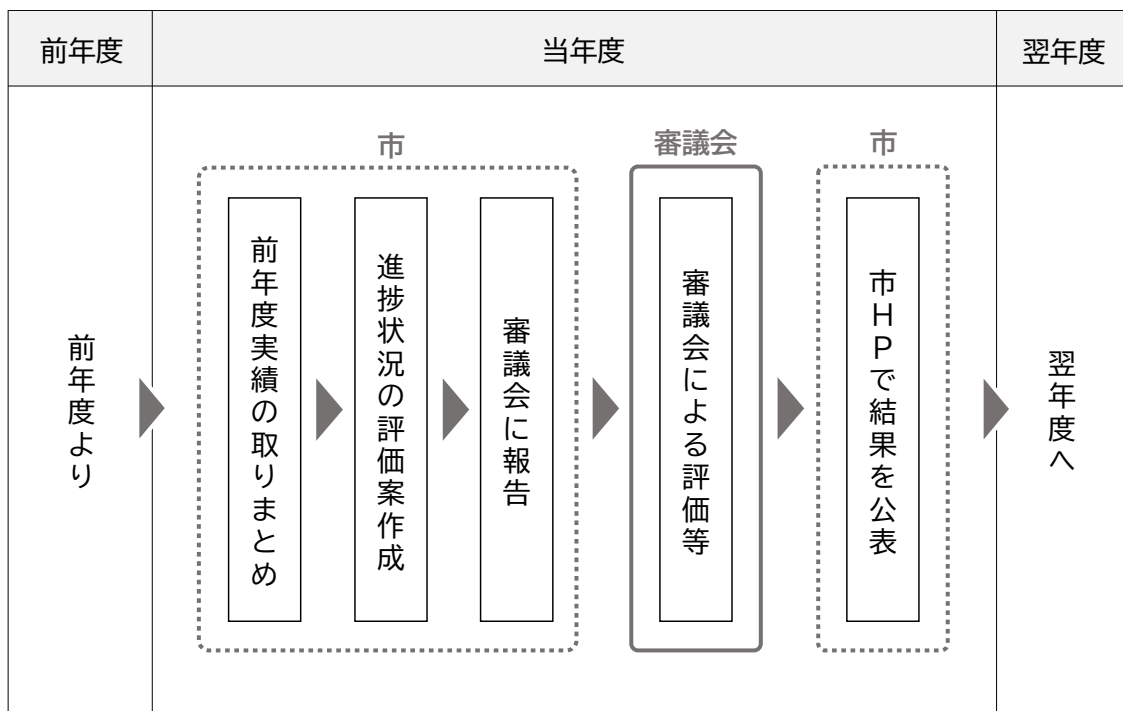 前年度
当年度
翌年度
前年度より
市
前年度実績の取りまとめ
進捗状況の評価案作成
審議会に報告
審議会
審議会による評価等
市
市HPで結果を公表
翌年度へ